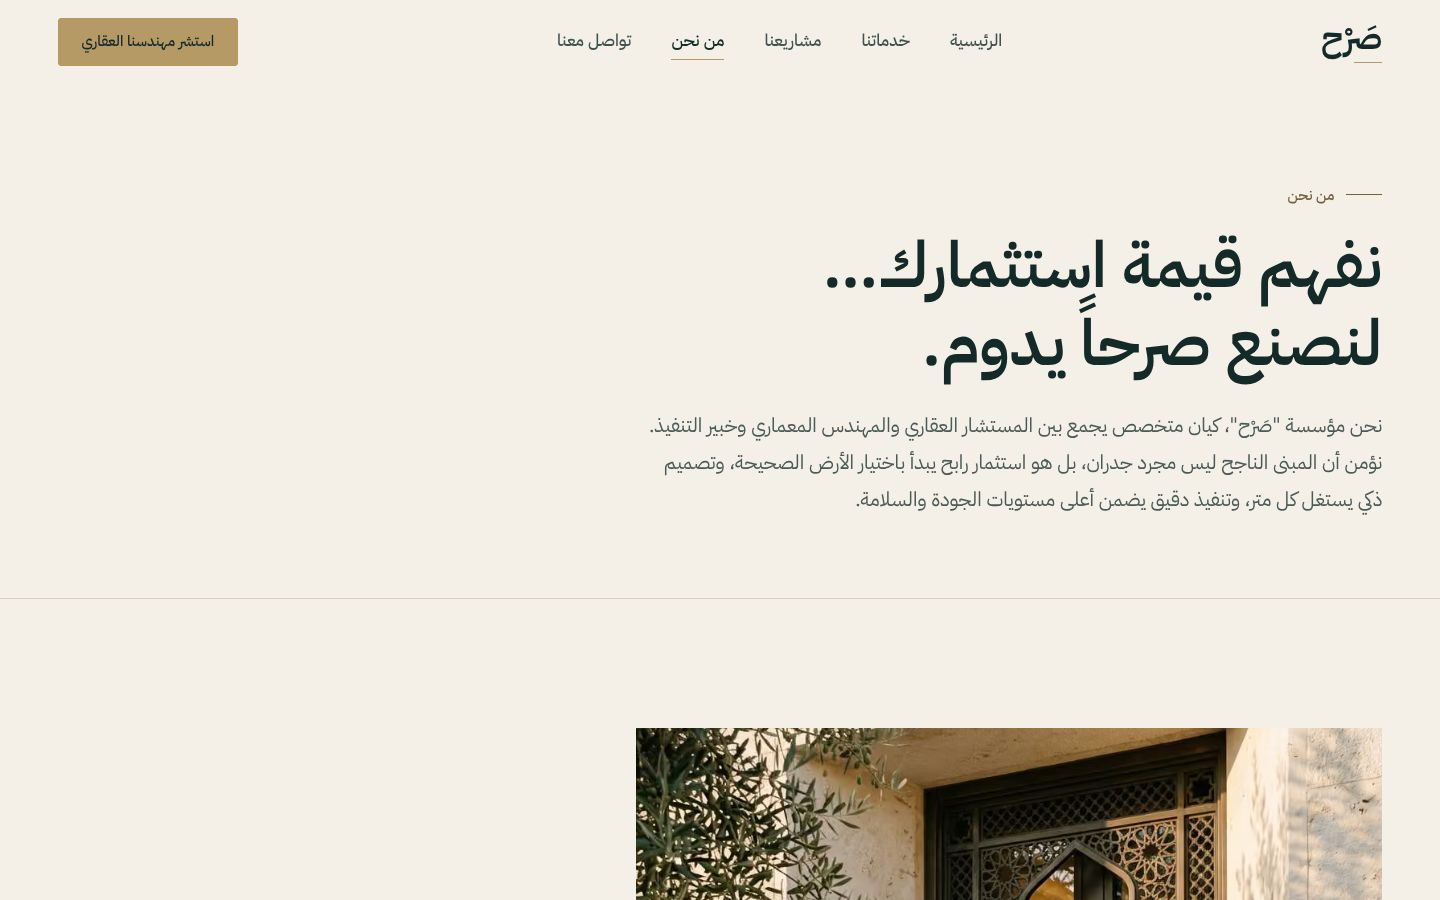 صَرْح
الرئيسية
خدماتنا
مشاريعنا
من نحن
تواصل معنا
استشر مهندسنا العقاري
من نحن
نفهم قيمة استثمارك...
لنصنع صرحاً يدوم.
نحن مؤسسة "صَرْح"، كيان متخصص يجمع بين المستشار العقاري والمهندس المعماري وخبير التنفيذ.
نؤمن أن المبنى الناجح ليس مجرد جدران، بل هو استثمار رابح يبدأ باختيار الأرض الصحيحة، وتصميم
ذكي يستغل كل متر، وتنفيذ دقيق يضمن أعلى مستويات الجودة والسلامة.